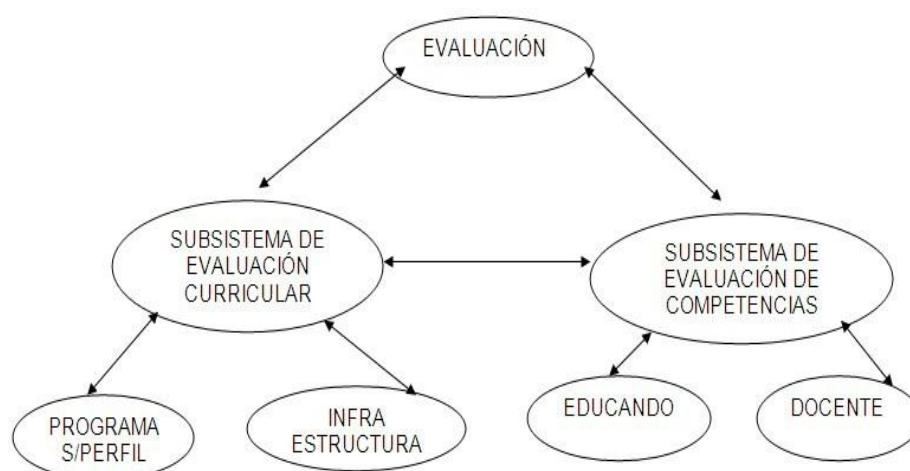 EVALUACIÓN
SUBSISTEMA DE
EVALUACIÓN
CURRICULAR
SUBSISTEMA DE
EVALUACIÓN DE
COMPETENCIAS
PROGRAMA
S/PERFIL
INFRA
ESTRUCTURA
EDUCANDO
DOCENTE